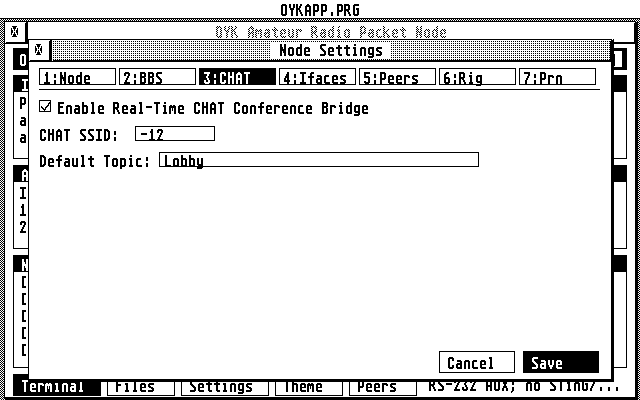 OYKAPP.PRG
OYK Amateur Radio Packet Node
Node Settings
1:Node 2:BBS 3:CHAT 4:Ifaces 5:Peers 6:Rig 7:Prn
Enable Real-Time CHAT Conference Bridge
CHAT SSID: -12
Default Topic: Lobby
Cancel Save
Terminal Files Settings Theme Peers RS-232 AUX; no STinG/...